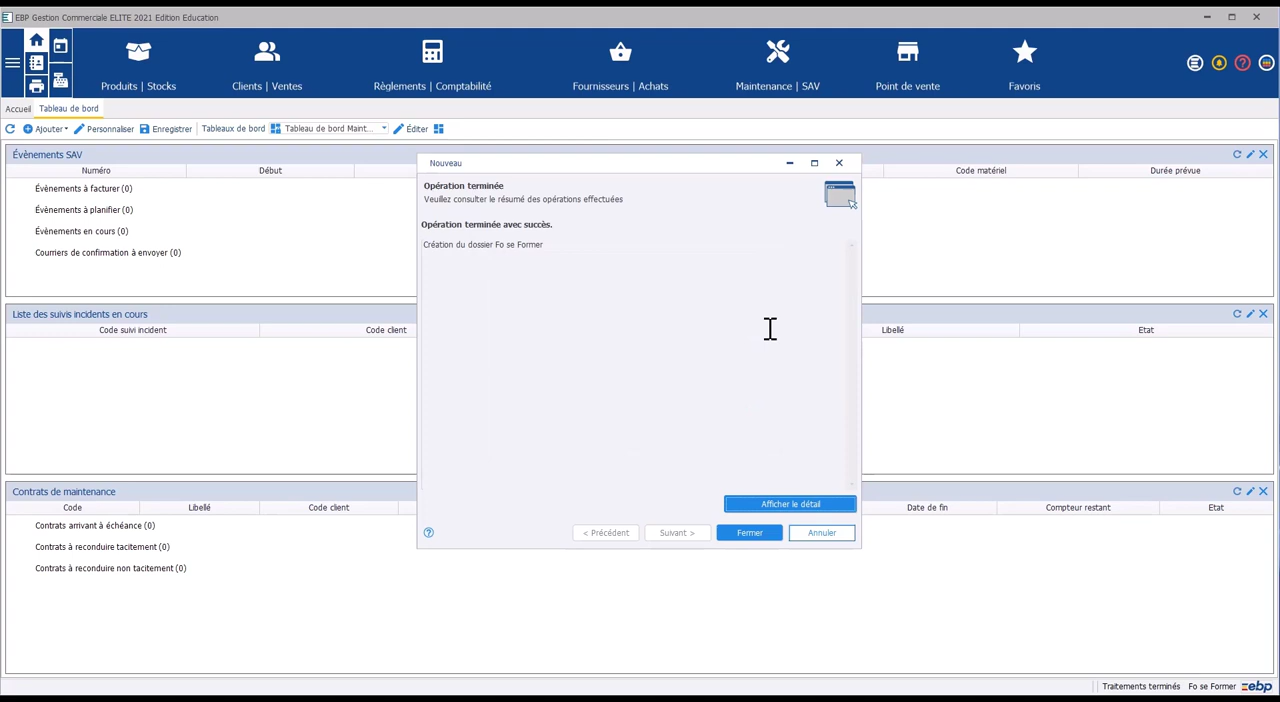 EBP Gestion Commerciale ELITE 2021 Edition Education
Produits | Stocks
Clients | Ventes
Règlements | Comptabilité
Fournisseurs | Achats
Maintenance | SAV
Point de vente
Favoris
Accueil
Tableau de bord
Ajouter
Personnaliser
Enregistrer
Tableaux de bord
Tableau de bord Maint...
Éditer
Évènements SAV
Numéro
Début
Code matériel
Durée prévue
Évènements à facturer (0)
Évènements à planifier (0)
Évènements en cours (0)
Courriers de confirmation à envoyer (0)
Nouveau
Opération terminée
Veuillez consulter le résumé des opérations effectuées
Opération terminée avec succès.
Création du dossier Fo se Former
Afficher le détail
< Précédent
Suivant >
Fermer
Annuler
Liste des suivis incidents en cours
Code suivi incident
Code client
Libellé
Etat
Contrats de maintenance
Code
Libellé
Code client
Date de fin
Compteur restant
Etat
Contrats arrivant à échéance (0)
Contrats à reconduire tacitement (0)
Contrats à reconduire non tacitement (0)
Traitements terminés
Fo se Former
ebp